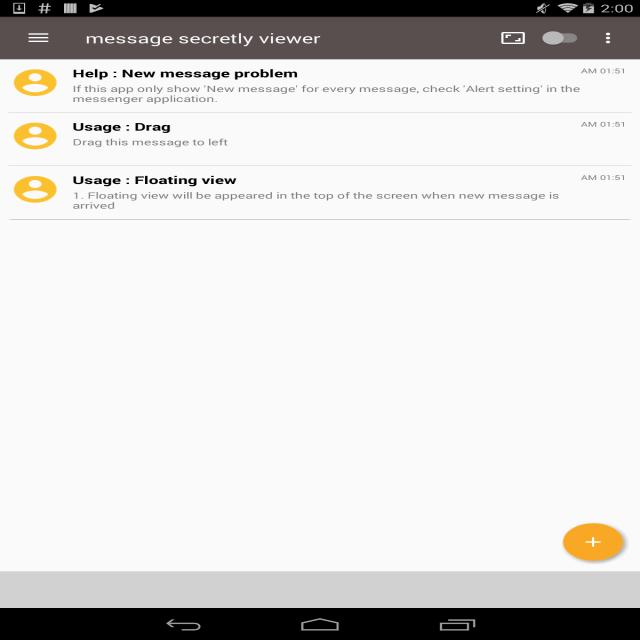 2:00
message secretly viewer
Help : New message problem
AM 01:51
If this app only show 'New message' for every message, check 'Alert setting' in the
messenger application.
Usage : Drag
AM 01:51
Drag this message to left
Usage : Floating view
AM 01:51
1. Floating view will be appeared in the top of the screen when new message is
arrived